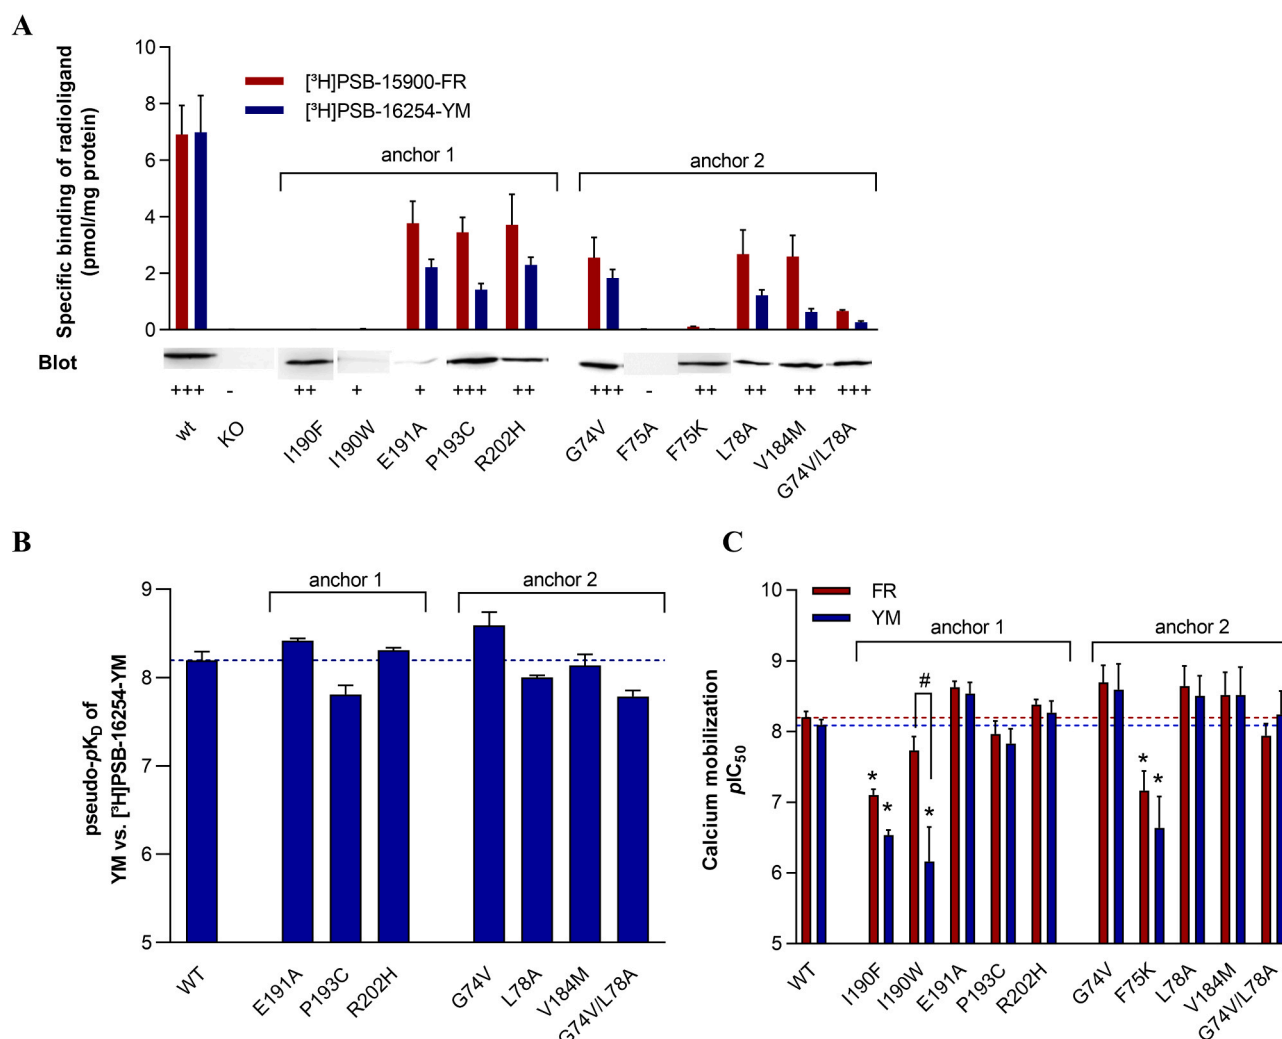 A
Specific binding of radioligand
(pmol/mg protein)
10
8
6
4
2
0
[³H]PSB-15900-FR
[³H]PSB-16254-YM
anchor 1
anchor 2
Blot
+++ - ++ + + +++ ++ +++ - ++ ++ ++ +++
wt KO I190F I190W E191A P193C R202H G74V F75A F75K L78A V184M G74V/L78A
B
pseudo-pKD of
YM vs. [³H]PSB-16254-YM
9
8
7
6
5
anchor 1
anchor 2
WT E191A P193C R202H G74V L78A V184M G74V/L78A
C
Calcium mobilization
pIC50
10
9
8
7
6
5
FR
YM
anchor 1
anchor 2
#
* * * * *
WT I190F I190W E191A P193C R202H G74V F75K L78A V184M G74V/L78A